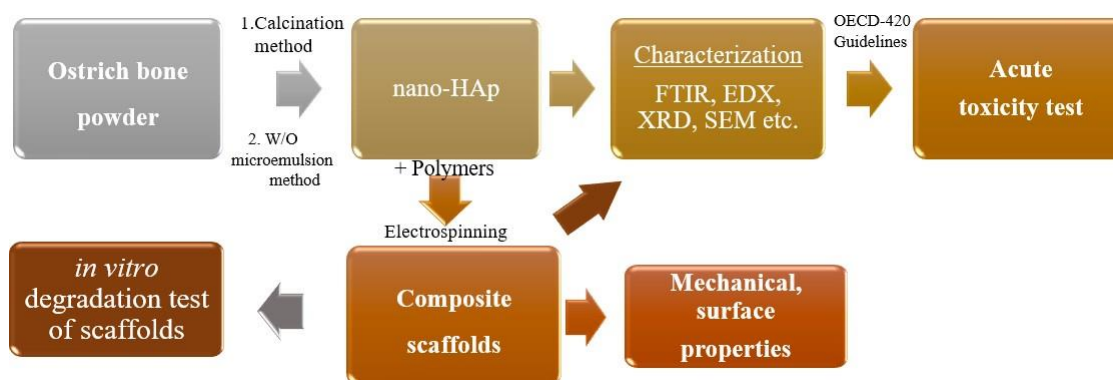 Ostrich bone
powder
1.Calcination
method
2. W/O
microemulsion
method
nano-HAp
Characterization
FTIR, EDX,
XRD, SEM etc.
OECD-420
Guidelines
Acute
toxicity test
+ Polymers
Electrospinning
in vitro
degradation test
of scaffolds
Composite
scaffolds
Mechanical,
surface
properties